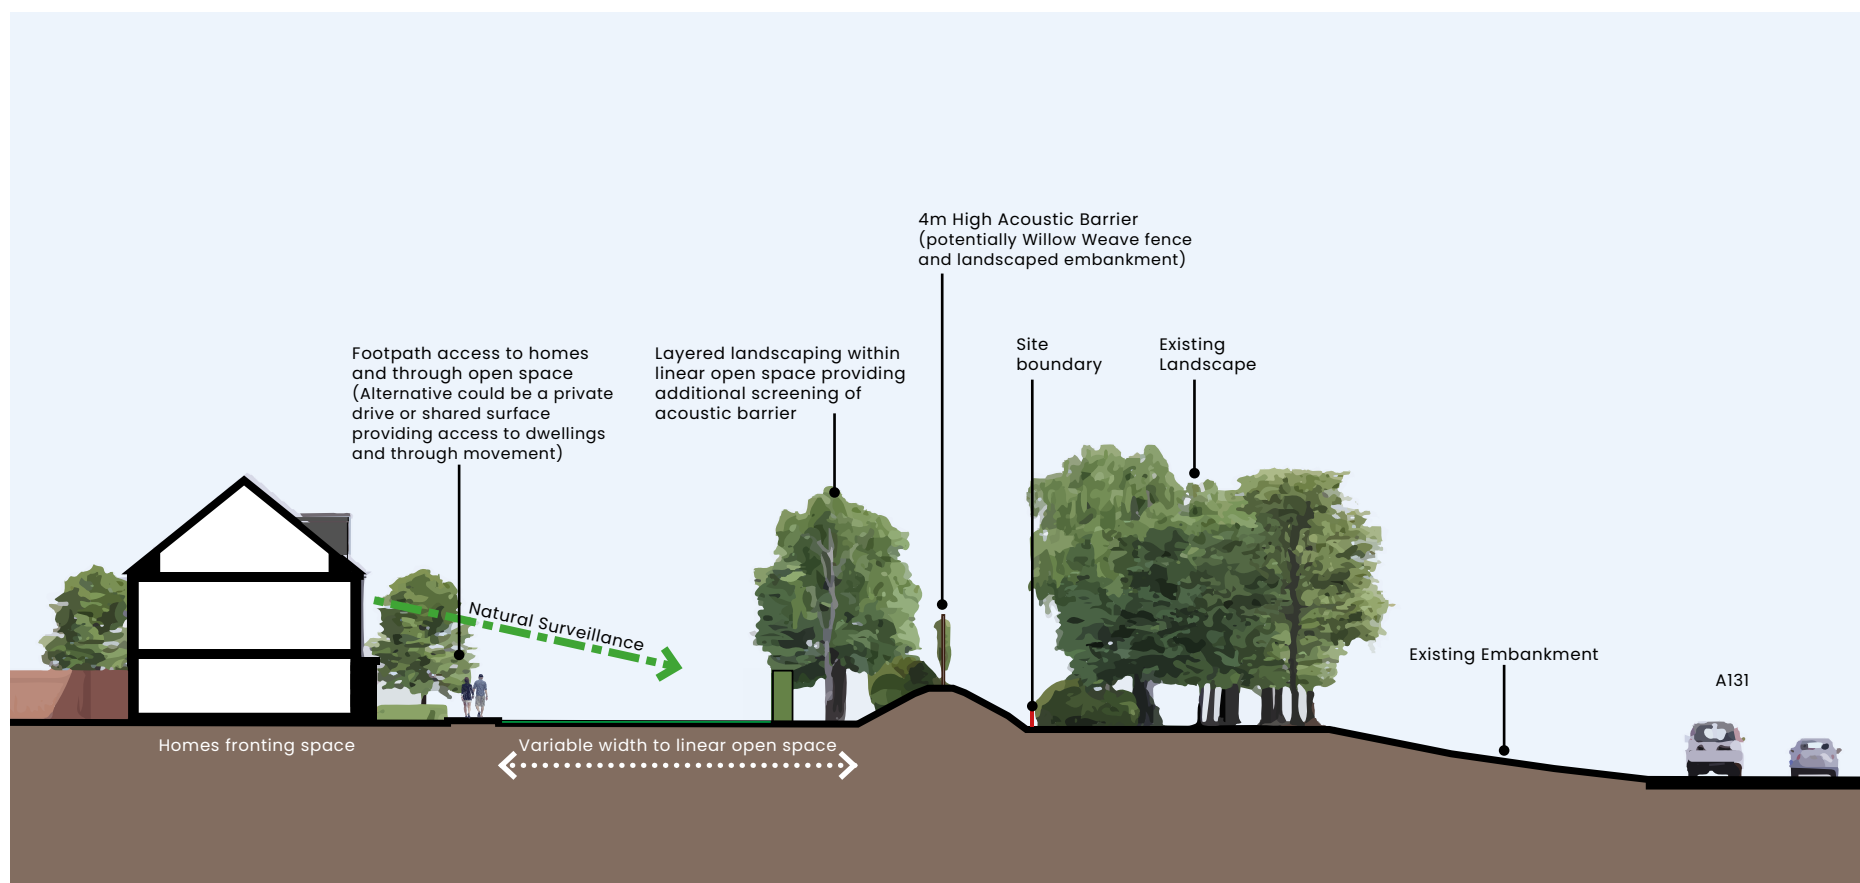 4m High Acoustic Barrier
(potentially Willow Weave fence
and landscaped embankment)
Footpath access to homes
and through open space
(Alternative could be a private
drive or shared surface
providing access to dwellings
and through movement)
Layered landscaping within
linear open space providing
additional screening of
acoustic barrier
Site
boundary
Existing
Landscape
Natural Surveillance
Existing Embankment
A131
Homes fronting space
Variable width to linear open space